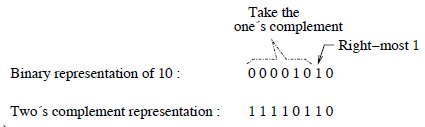 Take the
one´s complement
Right−most 1
Binary representation of 10 : 0 0 0 0 1 0 1 0
Two´s complement representation : 1 1 1 1 0 1 1 0